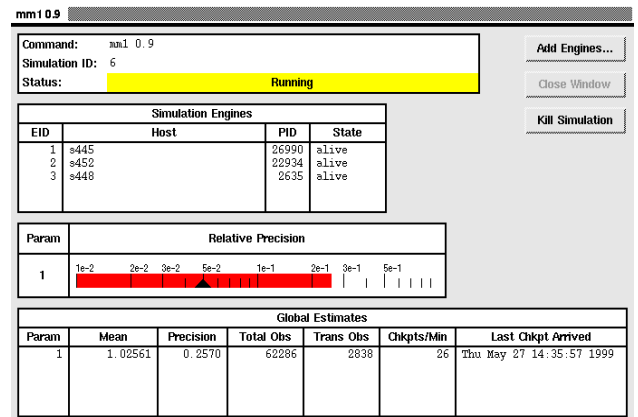 mm1 0.9
Command: mm1 0.9
Add Engines...
Simulation ID: 6
Status: Running
Close Window
Simulation Engines
Kill Simulation
EID Host PID State
1 s445 26990 alive
2 s452 22934 alive
3 s448 2635 alive
Param Relative Precision
1e-2 2e-2 3e-2 5e-2 1e-1 2e-1 3e-1 5e-1
1
Global Estimates
Param Mean Precision Total Obs Trans Obs Chkpts/Min Last Chkpt Arrived
1 1.02561 0.2570 62286 2838 26 Thu May 27 14:35:57 1999